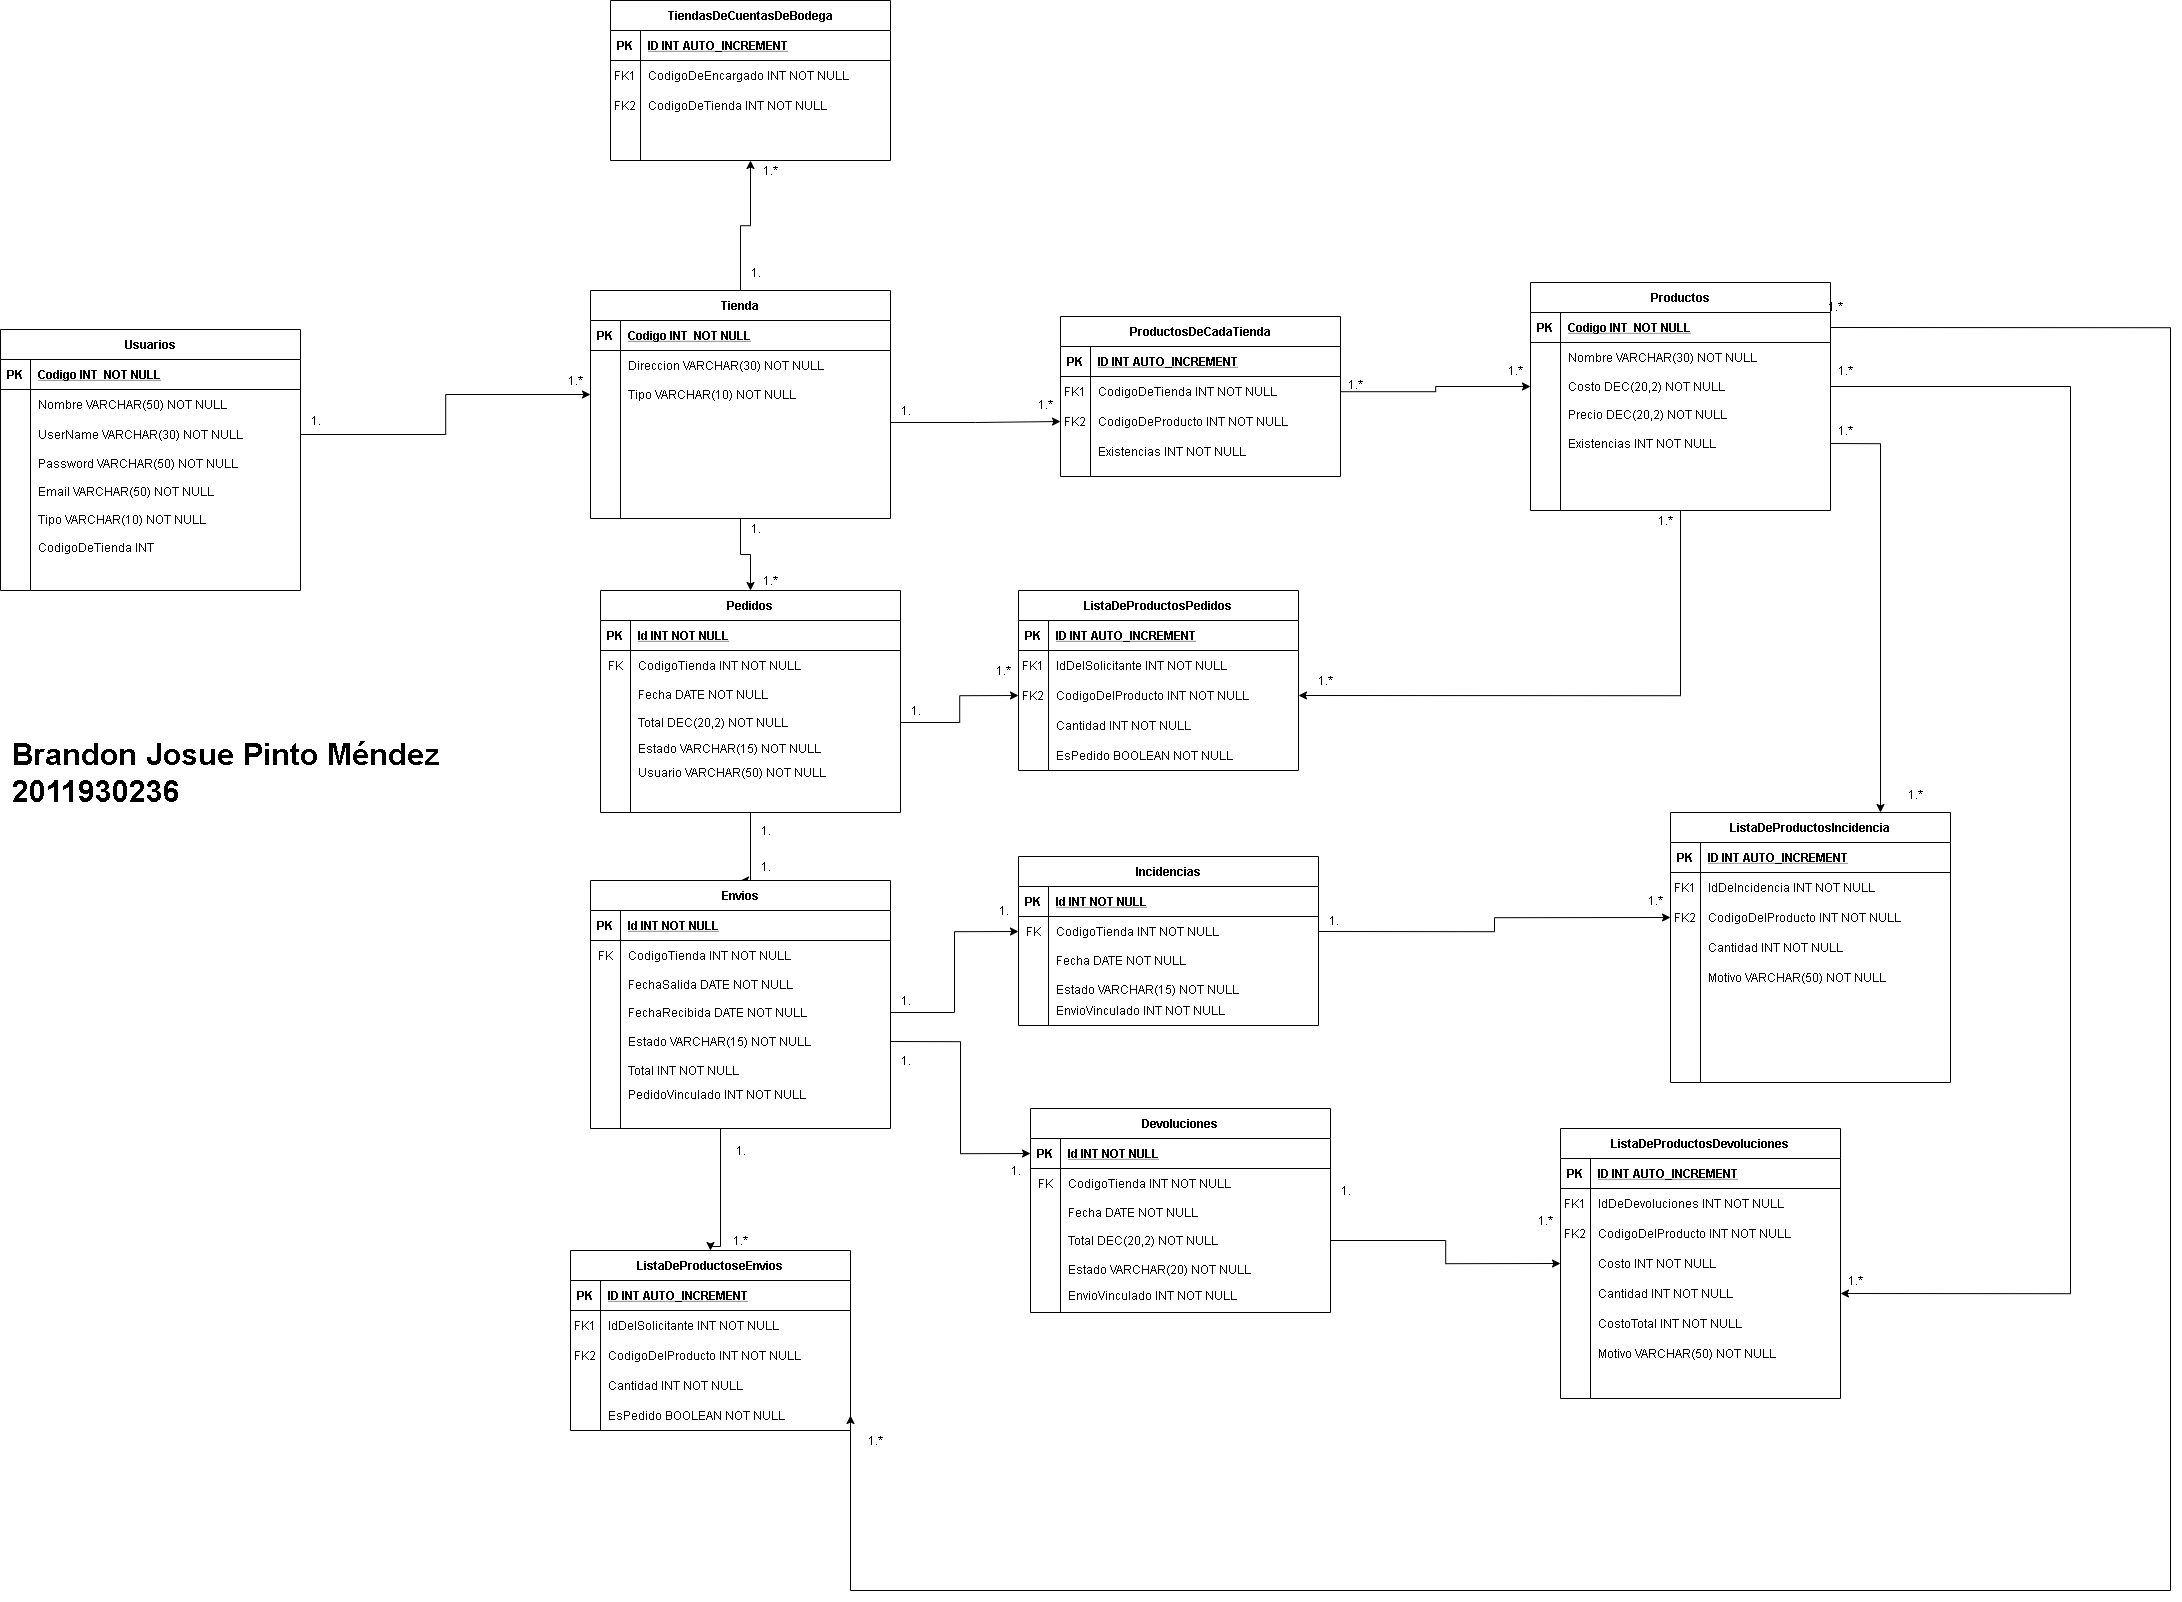 TiendasDeCuentasDeBodega
PK ID INT AUTO_INCREMENT
FK1 CodigoDeEncargado INT NOT NULL
FK2 CodigoDeTienda INT NOT NULL
1.*
1.
Tienda
PK Codigo INT NOT NULL
Direccion VARCHAR(30) NOT NULL
Tipo VARCHAR(10) NOT NULL
Usuarios
PK Codigo INT NOT NULL
Nombre VARCHAR(50) NOT NULL
UserName VARCHAR(30) NOT NULL
Password VARCHAR(50) NOT NULL
Email VARCHAR(50) NOT NULL
Tipo VARCHAR(10) NOT NULL
CodigoDeTienda INT
1.
1.*
1.
1.*
ProductosDeCadaTienda
PK ID INT AUTO_INCREMENT
FK1 CodigoDeTienda INT NOT NULL
FK2 CodigoDeProducto INT NOT NULL
Existencias INT NOT NULL
1.*
1.*
Productos
PK Codigo INT NOT NULL
Nombre VARCHAR(30) NOT NULL
Costo DEC(20,2) NOT NULL
Precio DEC(20,2) NOT NULL
Existencias INT NOT NULL
1.*
1.*
1.*
1.*
1.
1.*
Pedidos
PK Id INT NOT NULL
FK CodigoTienda INT NOT NULL
Fecha DATE NOT NULL
Total DEC(20,2) NOT NULL
Estado VARCHAR(15) NOT NULL
Usuario VARCHAR(50) NOT NULL
1.
1.*
ListaDeProductosPedidos
PK ID INT AUTO_INCREMENT
FK1 IdDelSolicitante INT NOT NULL
FK2 CodigoDelProducto INT NOT NULL
Cantidad INT NOT NULL
EsPedido BOOLEAN NOT NULL
1.*
Brandon Josue Pinto Méndez
2011930236
1.*
ListaDeProductosIncidencia
PK ID INT AUTO_INCREMENT
FK1 IdDeIncidencia INT NOT NULL
FK2 CodigoDelProducto INT NOT NULL
Cantidad INT NOT NULL
Motivo VARCHAR(50) NOT NULL
1.
1.
Envios
PK Id INT NOT NULL
FK CodigoTienda INT NOT NULL
FechaSalida DATE NOT NULL
FechaRecibida DATE NOT NULL
Estado VARCHAR(15) NOT NULL
Total INT NOT NULL
PedidoVinculado INT NOT NULL
1.
1.
Incidencias
PK Id INT NOT NULL
FK CodigoTienda INT NOT NULL
Fecha DATE NOT NULL
Estado VARCHAR(15) NOT NULL
EnvioVinculado INT NOT NULL
1.
1.*
1.
1.
Devoluciones
PK Id INT NOT NULL
FK CodigoTienda INT NOT NULL
Fecha DATE NOT NULL
Total DEC(20,2) NOT NULL
Estado VARCHAR(20) NOT NULL
EnvioVinculado INT NOT NULL
1.
1.*
ListaDeProductosDevoluciones
PK ID INT AUTO_INCREMENT
FK1 IdDeDevoluciones INT NOT NULL
FK2 CodigoDelProducto INT NOT NULL
Costo INT NOT NULL
Cantidad INT NOT NULL
CostoTotal INT NOT NULL
Motivo VARCHAR(50) NOT NULL
1.*
1.
1.*
ListaDeProductoseEnvios
PK ID INT AUTO_INCREMENT
FK1 IdDelSolicitante INT NOT NULL
FK2 CodigoDelProducto INT NOT NULL
Cantidad INT NOT NULL
EsPedido BOOLEAN NOT NULL
1.*